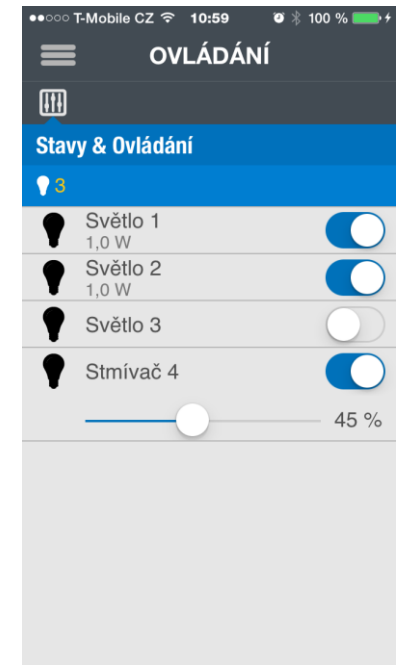 T-Mobile CZ 10:59 100 %
OVLÁDÁNÍ
Stavy & Ovládání
3
Světlo 1
1,0 W
Světlo 2
1,0 W
Světlo 3
Stmívač 4
45 %